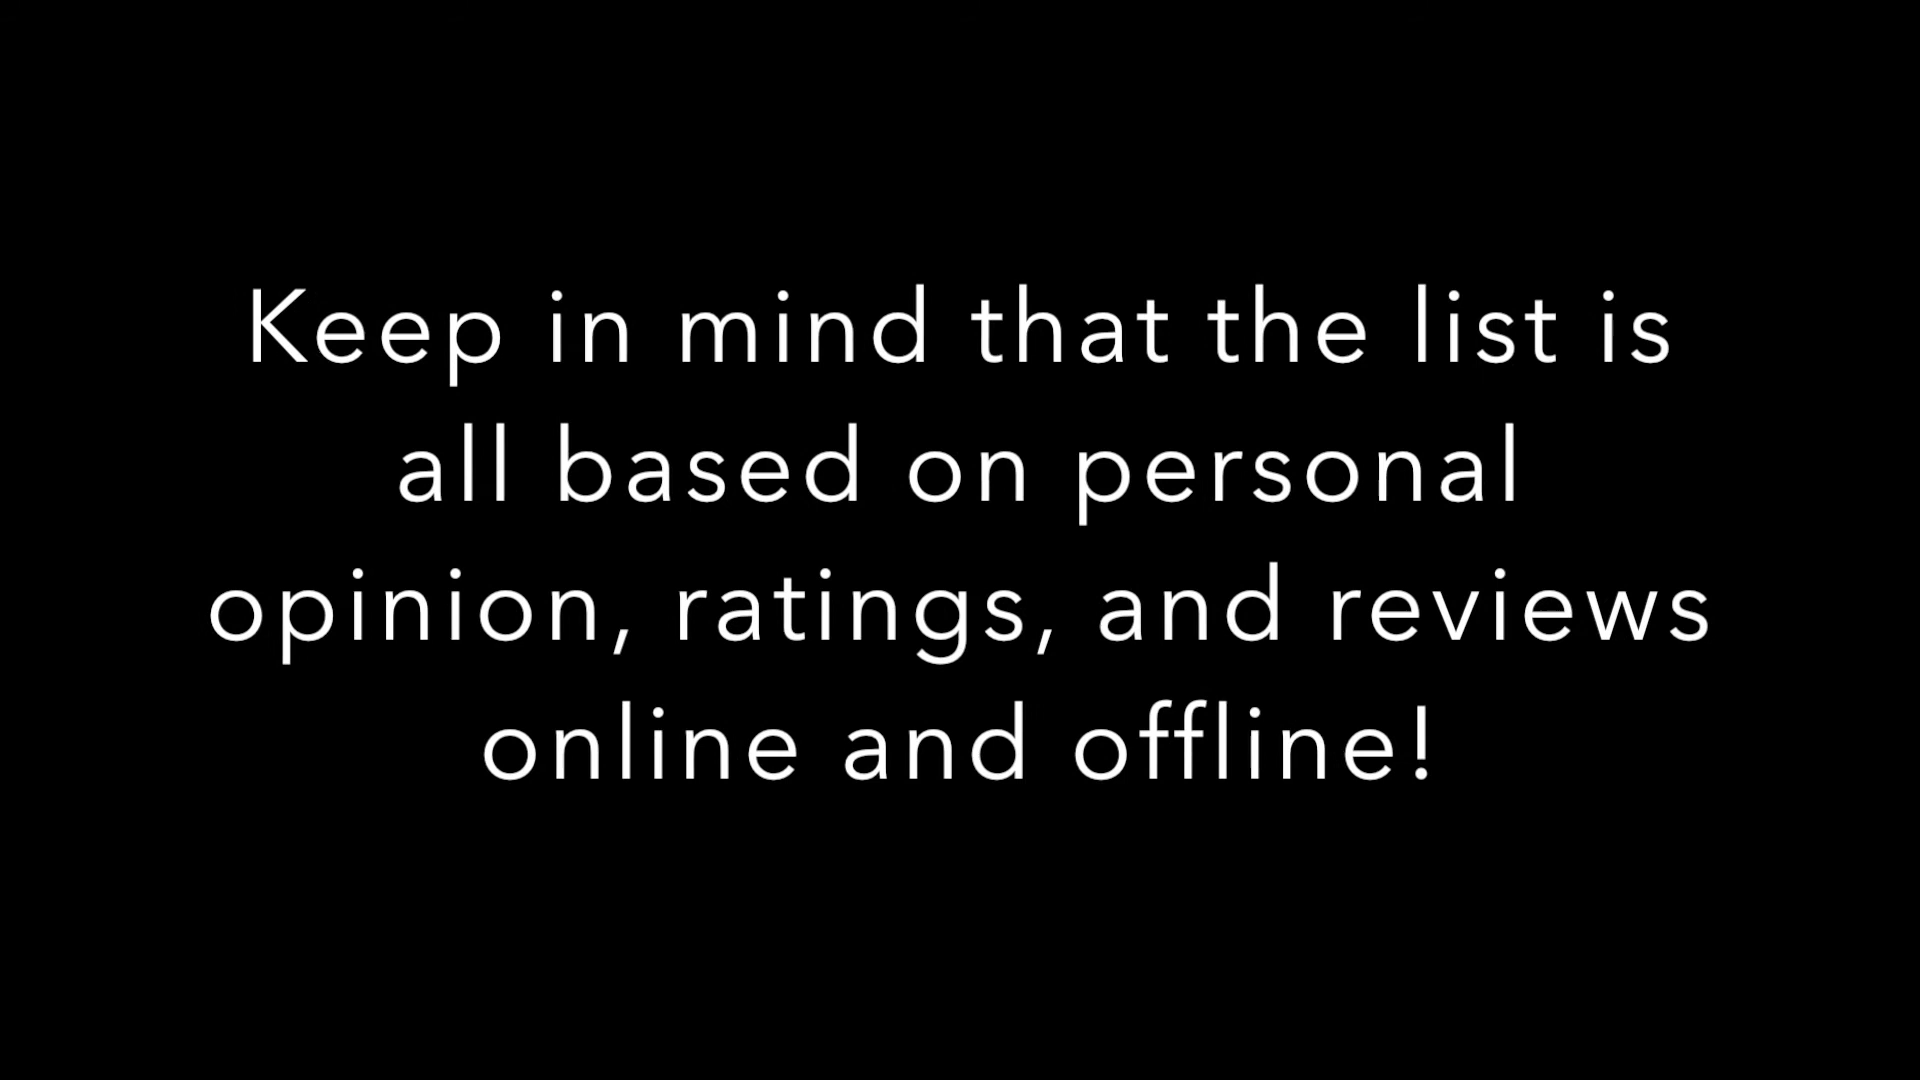 Keep in mind that the list is
all based on personal
opinion, ratings, and reviews
online and offline!